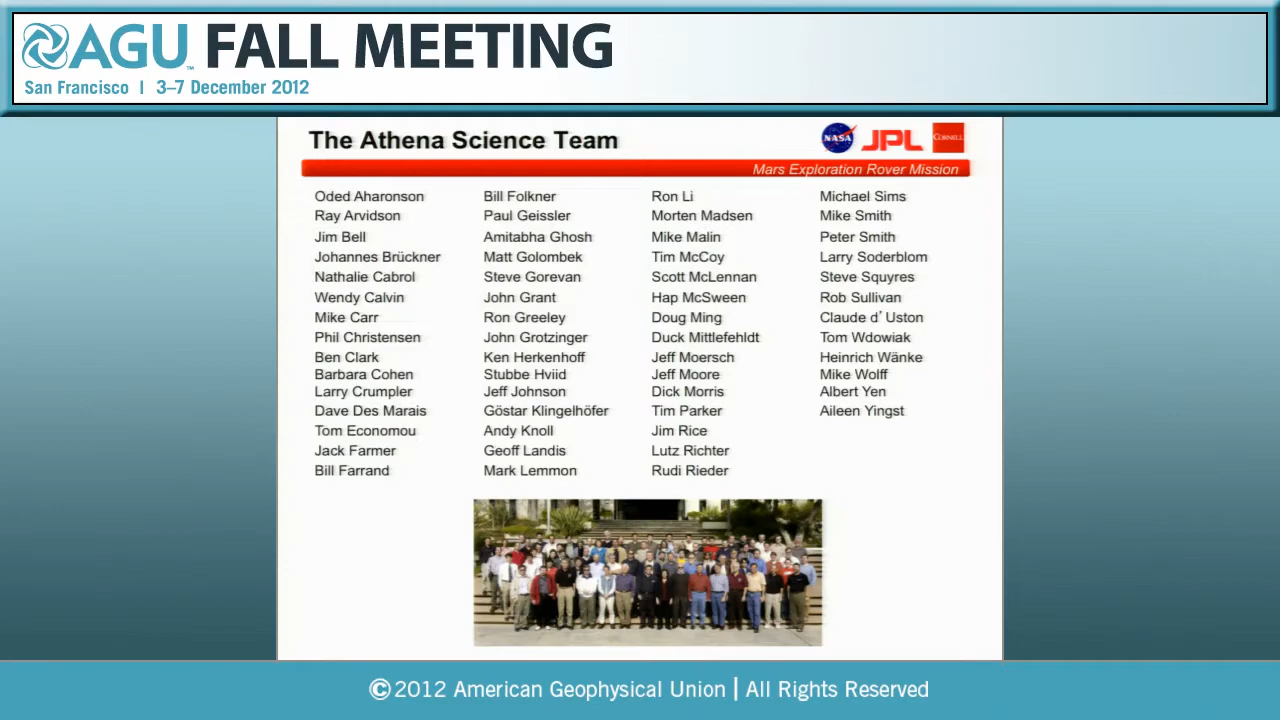 AGU FALL MEETING
San Francisco | 3–7 December 2012
The Athena Science Team
NASA JPL CORNELL
Mars Exploration Rover Mission
Oded Aharonson
Ray Arvidson
Jim Bell
Johannes Brückner
Nathalie Cabrol
Wendy Calvin
Mike Carr
Phil Christensen
Ben Clark
Barbara Cohen
Larry Crumpler
Dave Des Marais
Tom Economou
Jack Farmer
Bill Farrand
Bill Folkner
Paul Geissler
Amitabha Ghosh
Matt Golombek
Steve Gorevan
John Grant
Ron Greeley
John Grotzinger
Ken Herkenhoff
Stubbe Hviid
Jeff Johnson
Göstar Klingelhöfer
Andy Knoll
Geoff Landis
Mark Lemmon
Ron Li
Morten Madsen
Mike Malin
Tim McCoy
Scott McLennan
Hap McSween
Doug Ming
Duck Mittlefehldt
Jeff Moersch
Jeff Moore
Dick Morris
Tim Parker
Jim Rice
Lutz Richter
Rudi Rieder
Michael Sims
Mike Smith
Peter Smith
Larry Soderblom
Steve Squyres
Rob Sullivan
Claude d’Uston
Tom Wdowiak
Heinrich Wänke
Mike Wolff
Albert Yen
Aileen Yingst
©2012 American Geophysical Union | All Rights Reserved